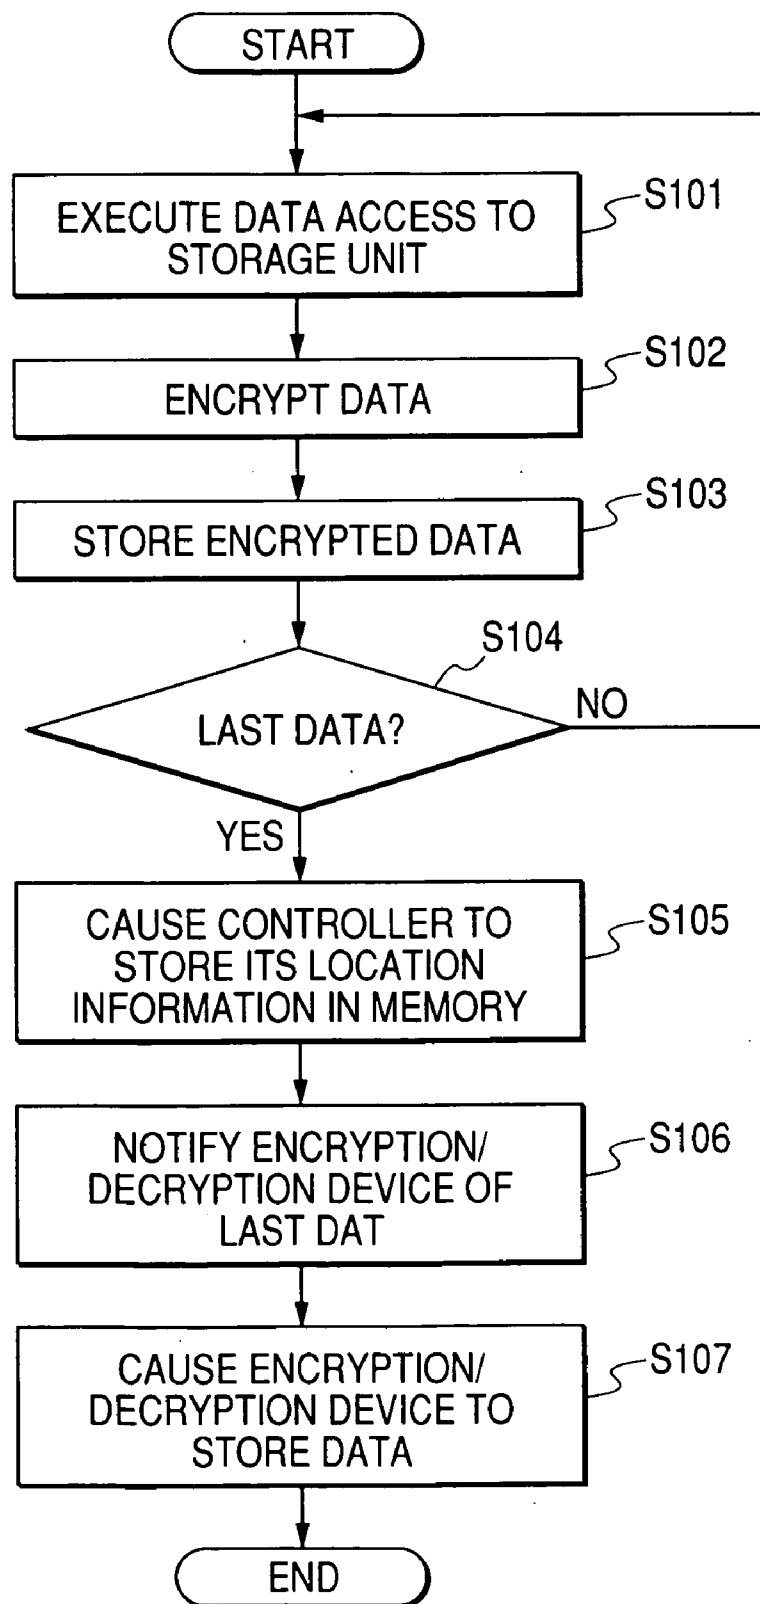 START
EXECUTE DATA ACCESS TO
STORAGE UNIT
S101
ENCRYPT DATA
S102
STORE ENCRYPTED DATA
S103
S104
LAST DATA?
NO
YES
CAUSE CONTROLLER TO
STORE ITS LOCATION
INFORMATION IN MEMORY
S105
NOTIFY ENCRYPTION/
DECRYPTION DEVICE OF
LAST DAT
S106
CAUSE ENCRYPTION/
DECRYPTION DEVICE TO
STORE DATA
S107
END